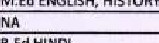 M.Ed ENGLISH, HISTORY
NA
B.Ed HINDI